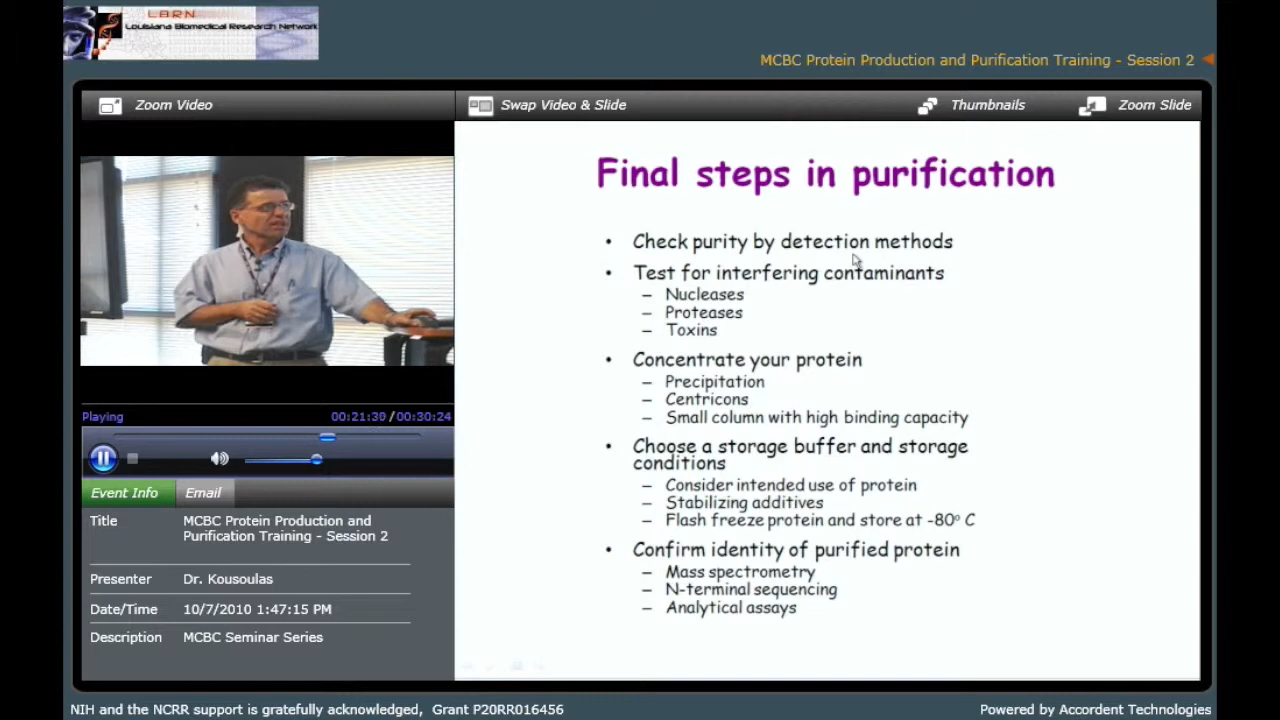 LBRN
Louisiana Biomedical Research Network
MCBC Protein Production and Purification Training - Session 2
Zoom Video
Swap Video & Slide
Thumbnails
Zoom Slide
Final steps in purification
• Check purity by detection methods
• Test for interfering contaminants
– Nucleases
– Proteases
– Toxins
• Concentrate your protein
– Precipitation
– Centricons
– Small column with high binding capacity
• Choose a storage buffer and storage
conditions
– Consider intended use of protein
– Stabilizing additives
– Flash freeze protein and store at -80° C
• Confirm identity of purified protein
– Mass spectrometry
– N-terminal sequencing
– Analytical assays
Playing 00:21:30 / 00:30:24
Event Info Email
Title MCBC Protein Production and
Purification Training - Session 2
Presenter Dr. Kousoulas
Date/Time 10/7/2010 1:47:15 PM
Description MCBC Seminar Series
NIH and the NCRR support is gratefully acknowledged, Grant P20RR016456
Powered by Accordent Technologies